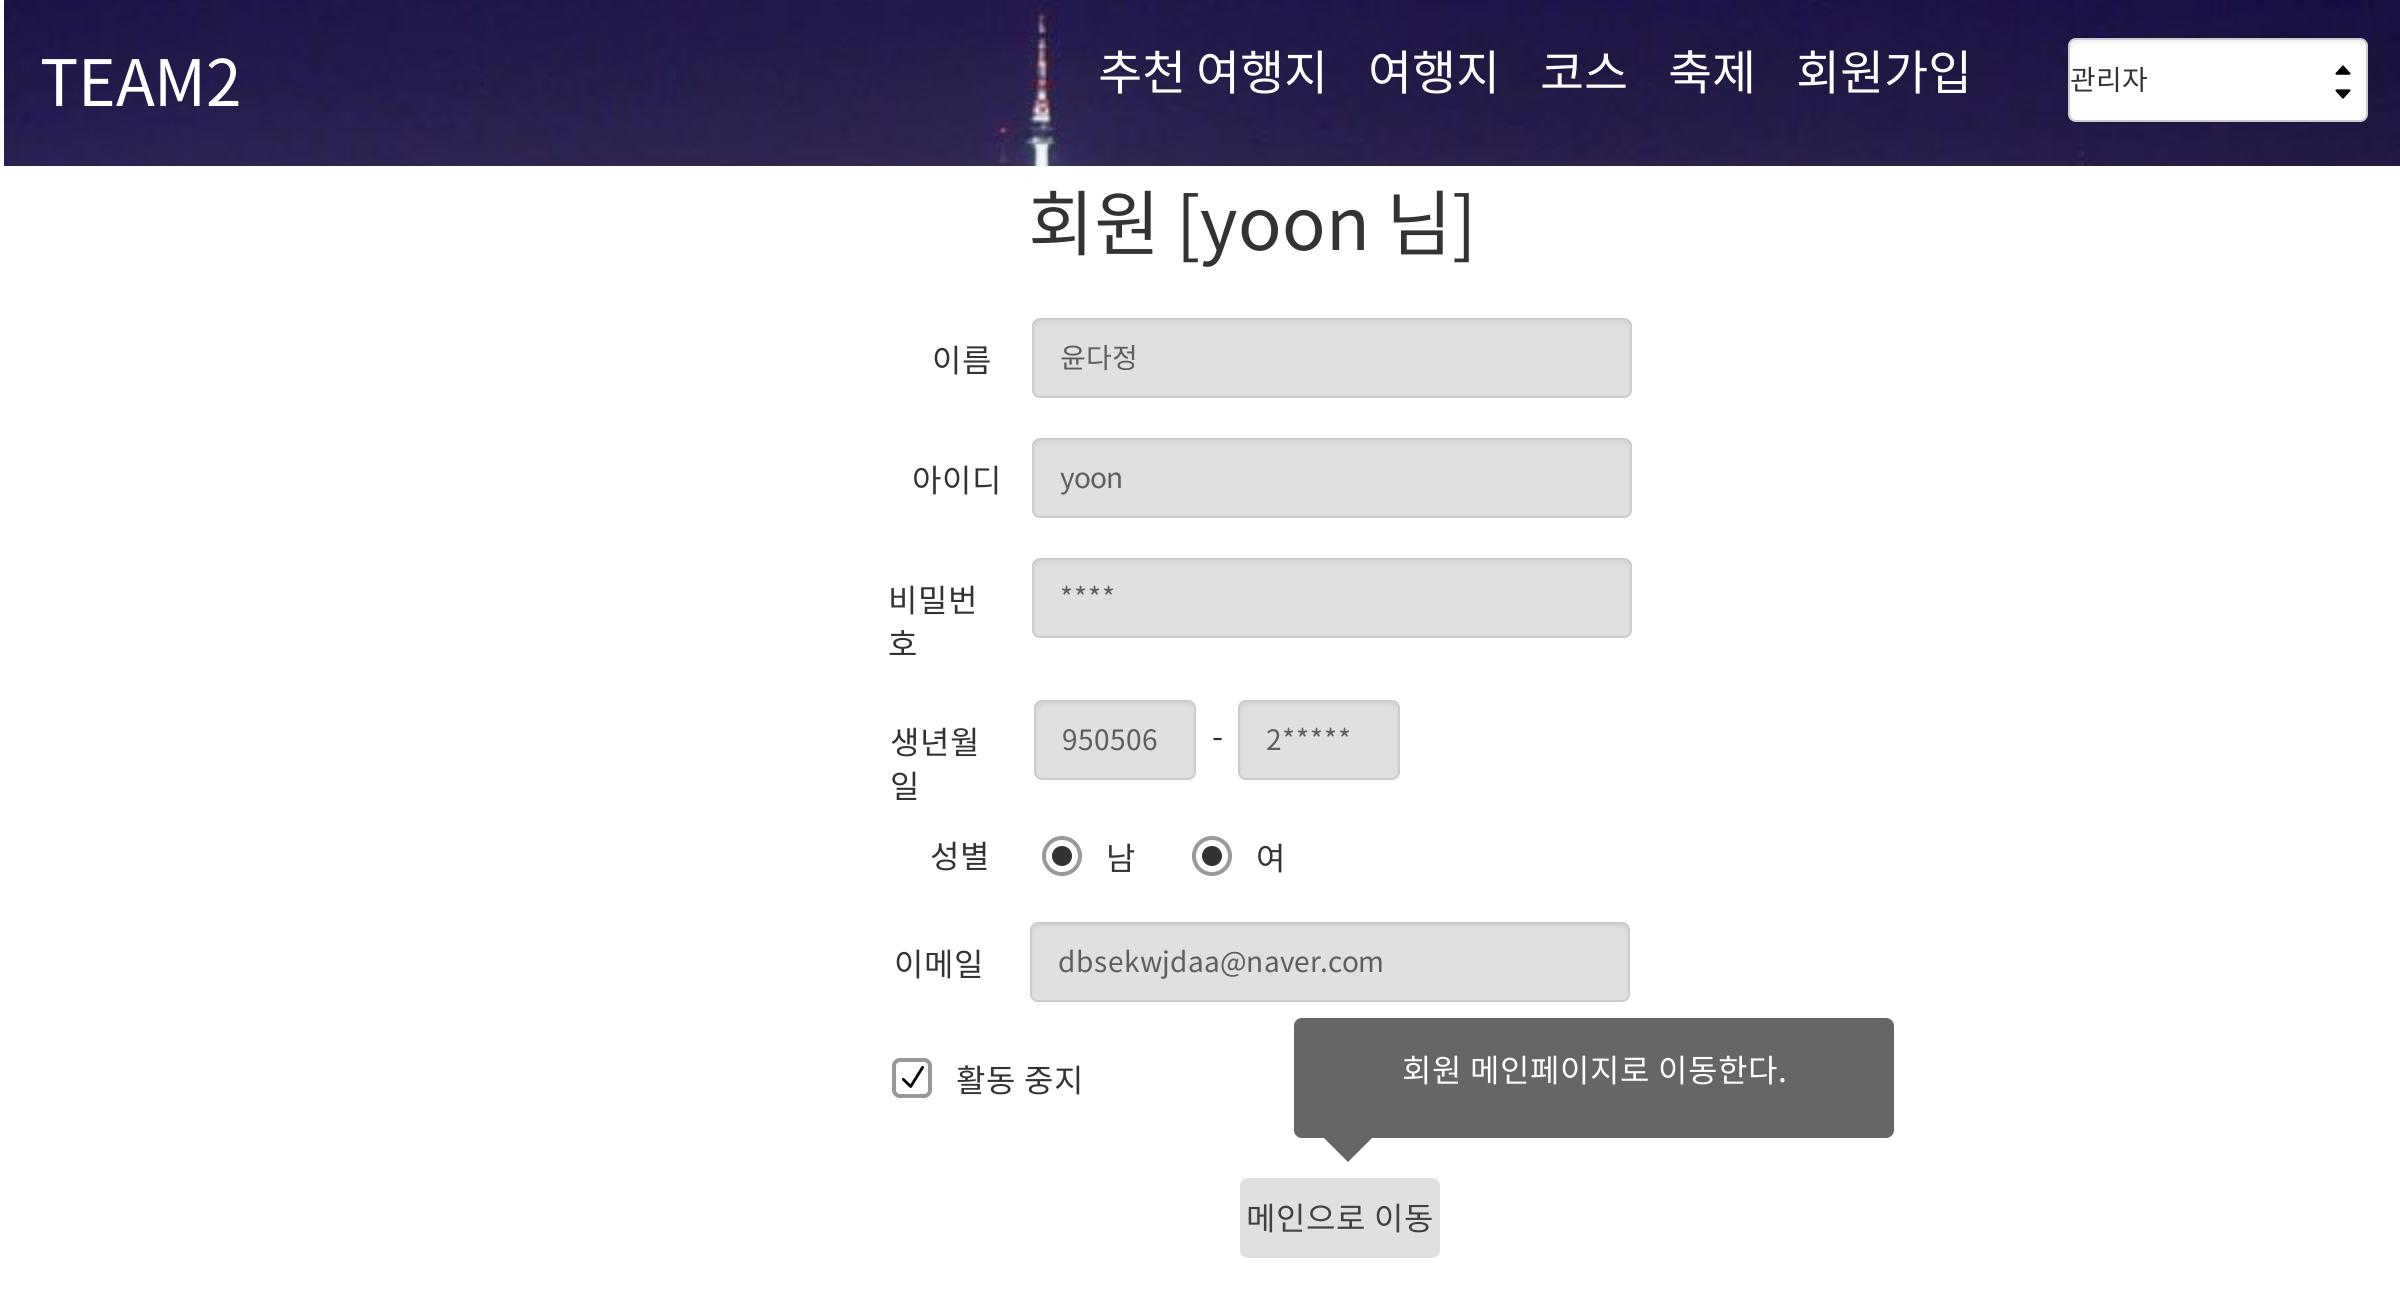 TEAM2
추천 여행지 여행지 코스 축제 회원가입
관리자
회원 [yoon 님]
이름
윤다정
아이디
yoon
비밀번
호
****
생년월
일
950506 - 2*****
성별
남 여
이메일
dbsekwjdaa@naver.com
회원 메인페이지로 이동한다.
활동 중지
메인으로 이동